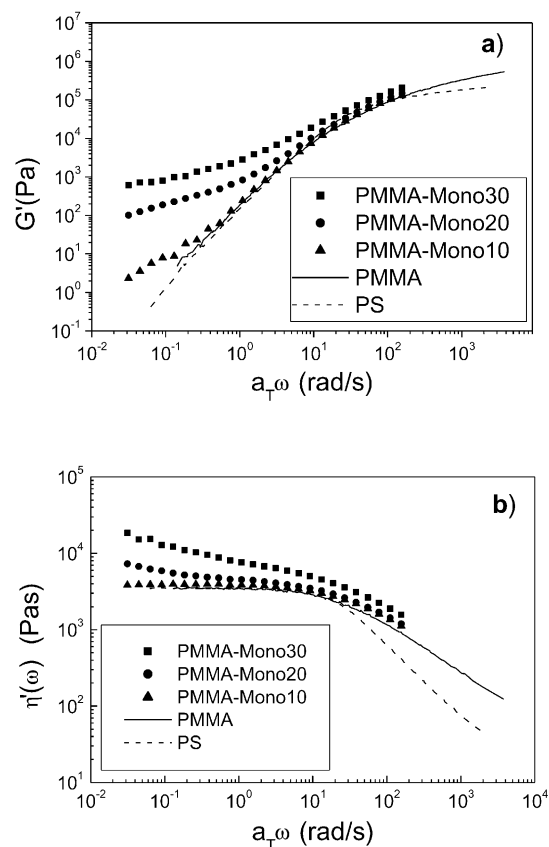 a)
10^7
10^6
10^5
10^4
10^3
10^2
10^1
10^0
10^-1
G'(Pa)
PMMA-Mono30
PMMA-Mono20
PMMA-Mono10
PMMA
PS
10^-2 10^-1 10^0 10^1 10^2 10^3
a_Tω (rad/s)
b)
10^5
10^4
10^3
10^2
10^1
η'(ω) (Pas)
PMMA-Mono30
PMMA-Mono20
PMMA-Mono10
PMMA
PS
10^-2 10^-1 10^0 10^1 10^2 10^3 10^4
a_Tω (rad/s)